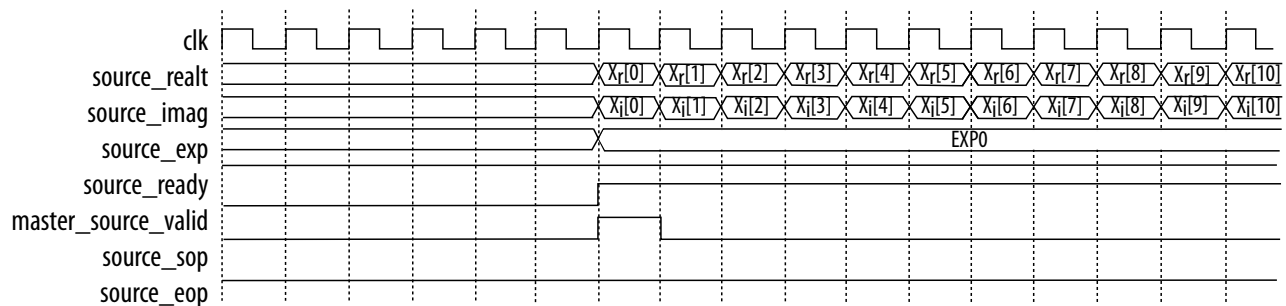 clk
source_realt Xr[0] Xr[1] Xr[2] Xr[3] Xr[4] Xr[5] Xr[6] Xr[7] Xr[8] Xr[9] Xr[10]
source_imag Xi[0] Xi[1] Xi[2] Xi[3] Xi[4] Xi[5] Xi[6] Xi[7] Xi[8] Xi[9] Xi[10]
source_exp EXP0
source_ready
master_source_valid
source_sop
source_eop